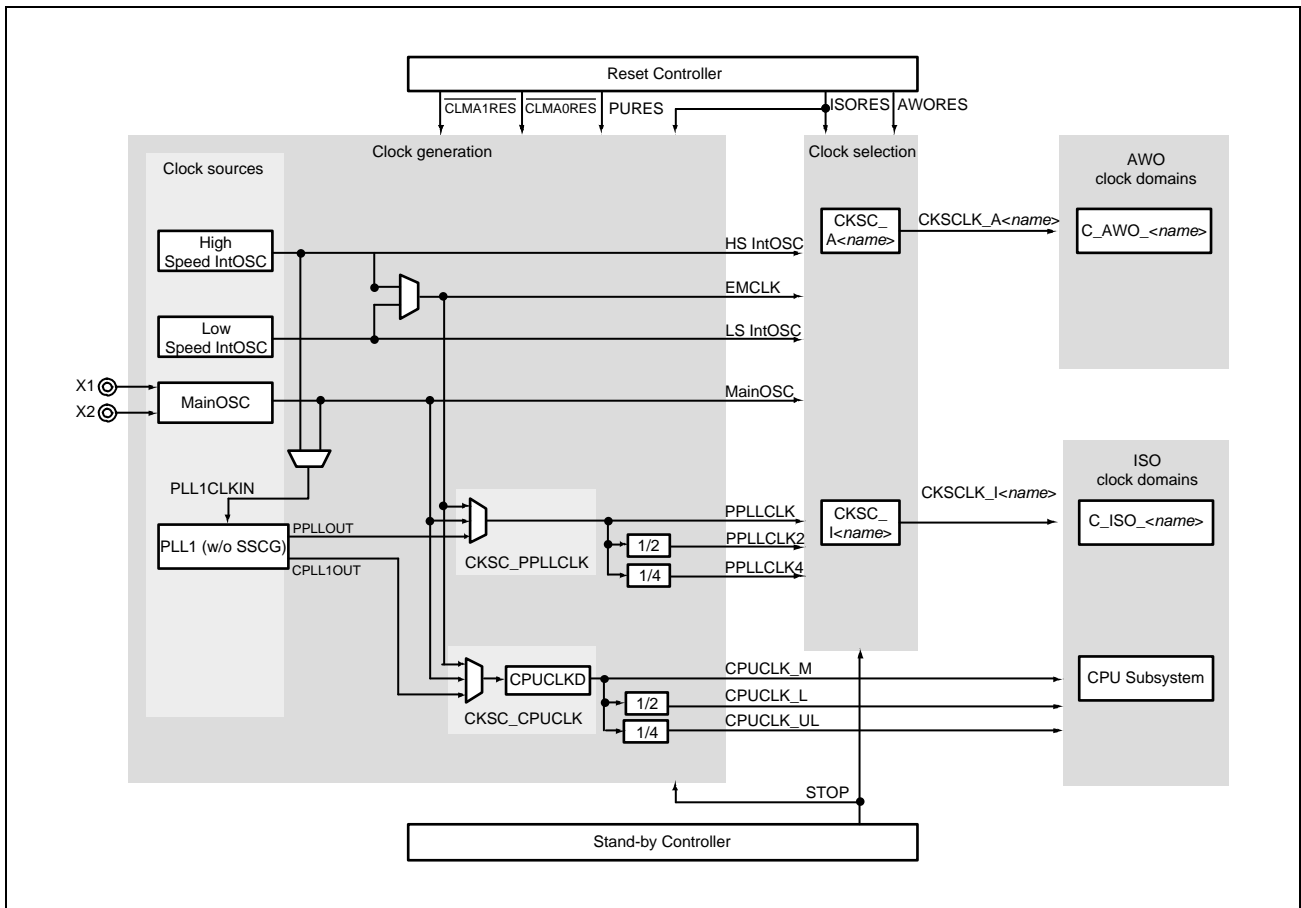 Reset Controller
CLMA1RES
CLMA0RES
PURES
ISORES
AWORES
Clock generation
Clock selection
AWO
clock domains
Clock sources
High
Speed IntOSC
HS IntOSC
CKSC_
A<name>
CKSCLK_A<name>
C_AWO_<name>
EMCLK
Low
Speed IntOSC
LS IntOSC
X1
X2
MainOSC
MainOSC
ISO
clock domains
PLL1CLKIN
PLL1 (w/o SSCG)
PPLLOUT
CPLL1OUT
CKSC_PPLLCLK
PPLLCLK
1/2
PPLLCLK2
1/4
PPLLCLK4
CKSC_
I<name>
CKSCLK_I<name>
C_ISO_<name>
CPUCLKD
CKSC_CPUCLK
CPUCLK_M
1/2
CPUCLK_L
1/4
CPUCLK_UL
CPU Subsystem
STOP
Stand-by Controller